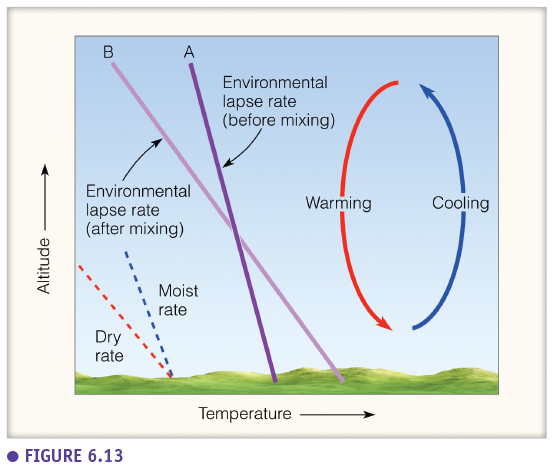 B
A
Environmental
lapse rate
(before mixing)
Environmental
lapse rate
(after mixing)
Warming
Cooling
Altitude
Moist
rate
Dry
rate
Temperature
● FIGURE 6.13